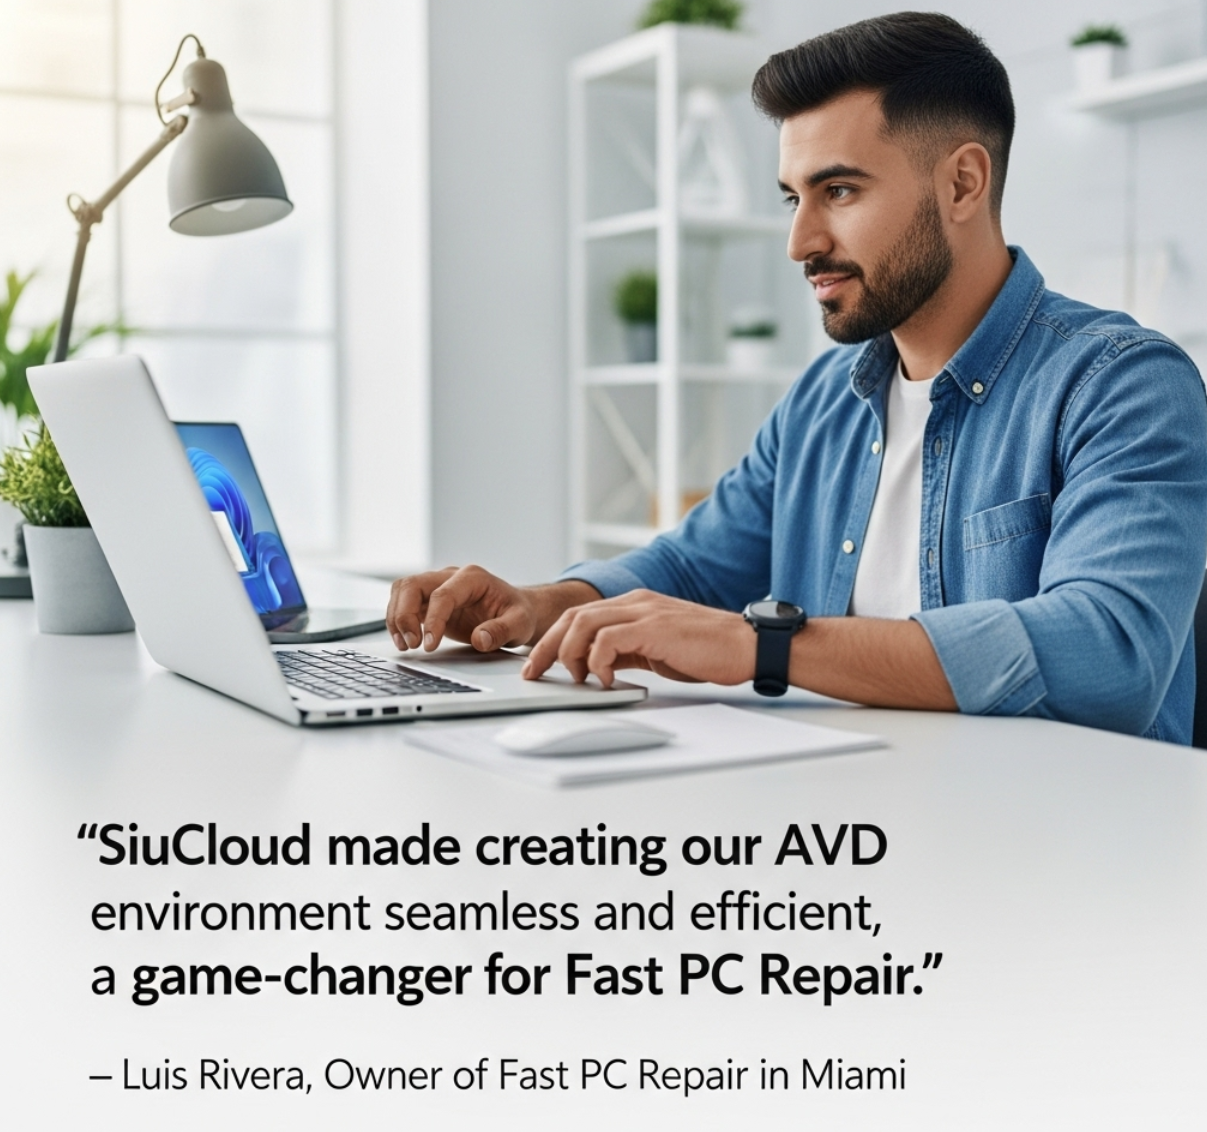 “SiuCloud made creating our AVD
environment seamless and efficient,
a game-changer for Fast PC Repair.”
– Luis Rivera, Owner of Fast PC Repair in Miami